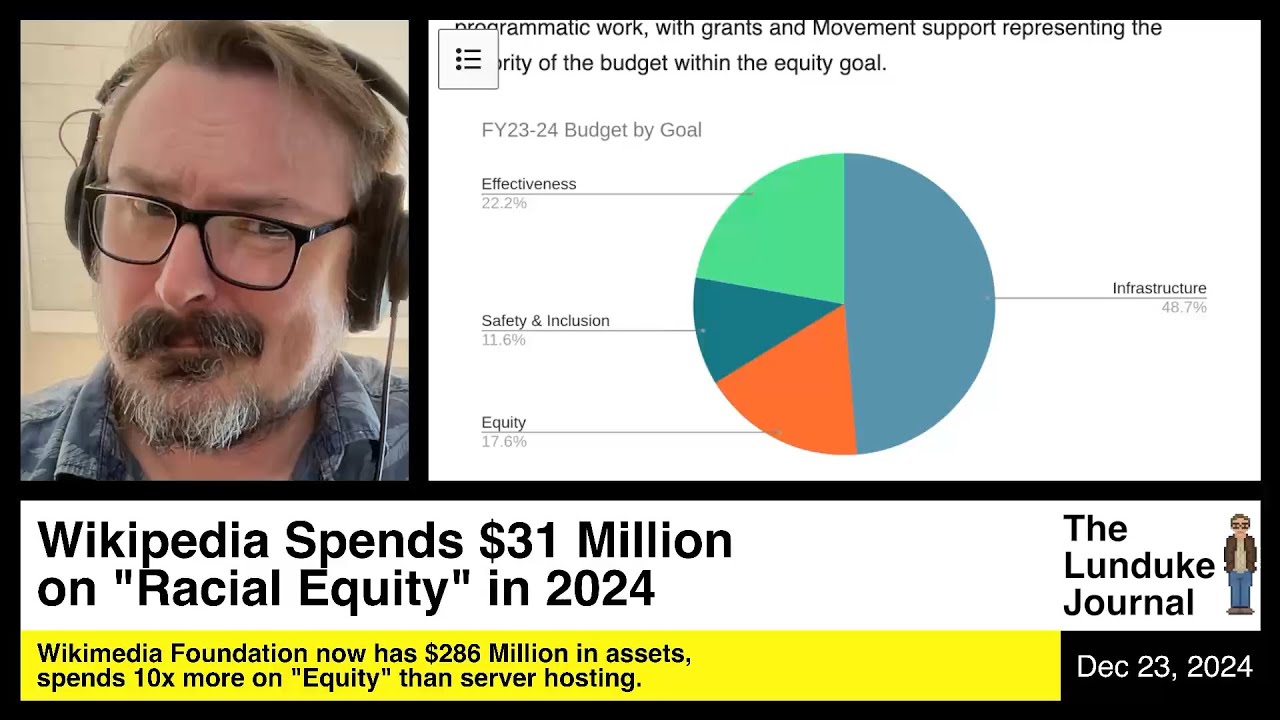 programmatic work, with grants and Movement support representing the
ority of the budget within the equity goal.
FY23-24 Budget by Goal
Effectiveness
22.2%
Infrastructure
48.7%
Safety & Inclusion
11.6%
Equity
17.6%
Wikipedia Spends $31 Million
on "Racial Equity" in 2024
The
Lunduke
Journal
Wikimedia Foundation now has $286 Million in assets,
spends 10x more on "Equity" than server hosting.
Dec 23, 2024